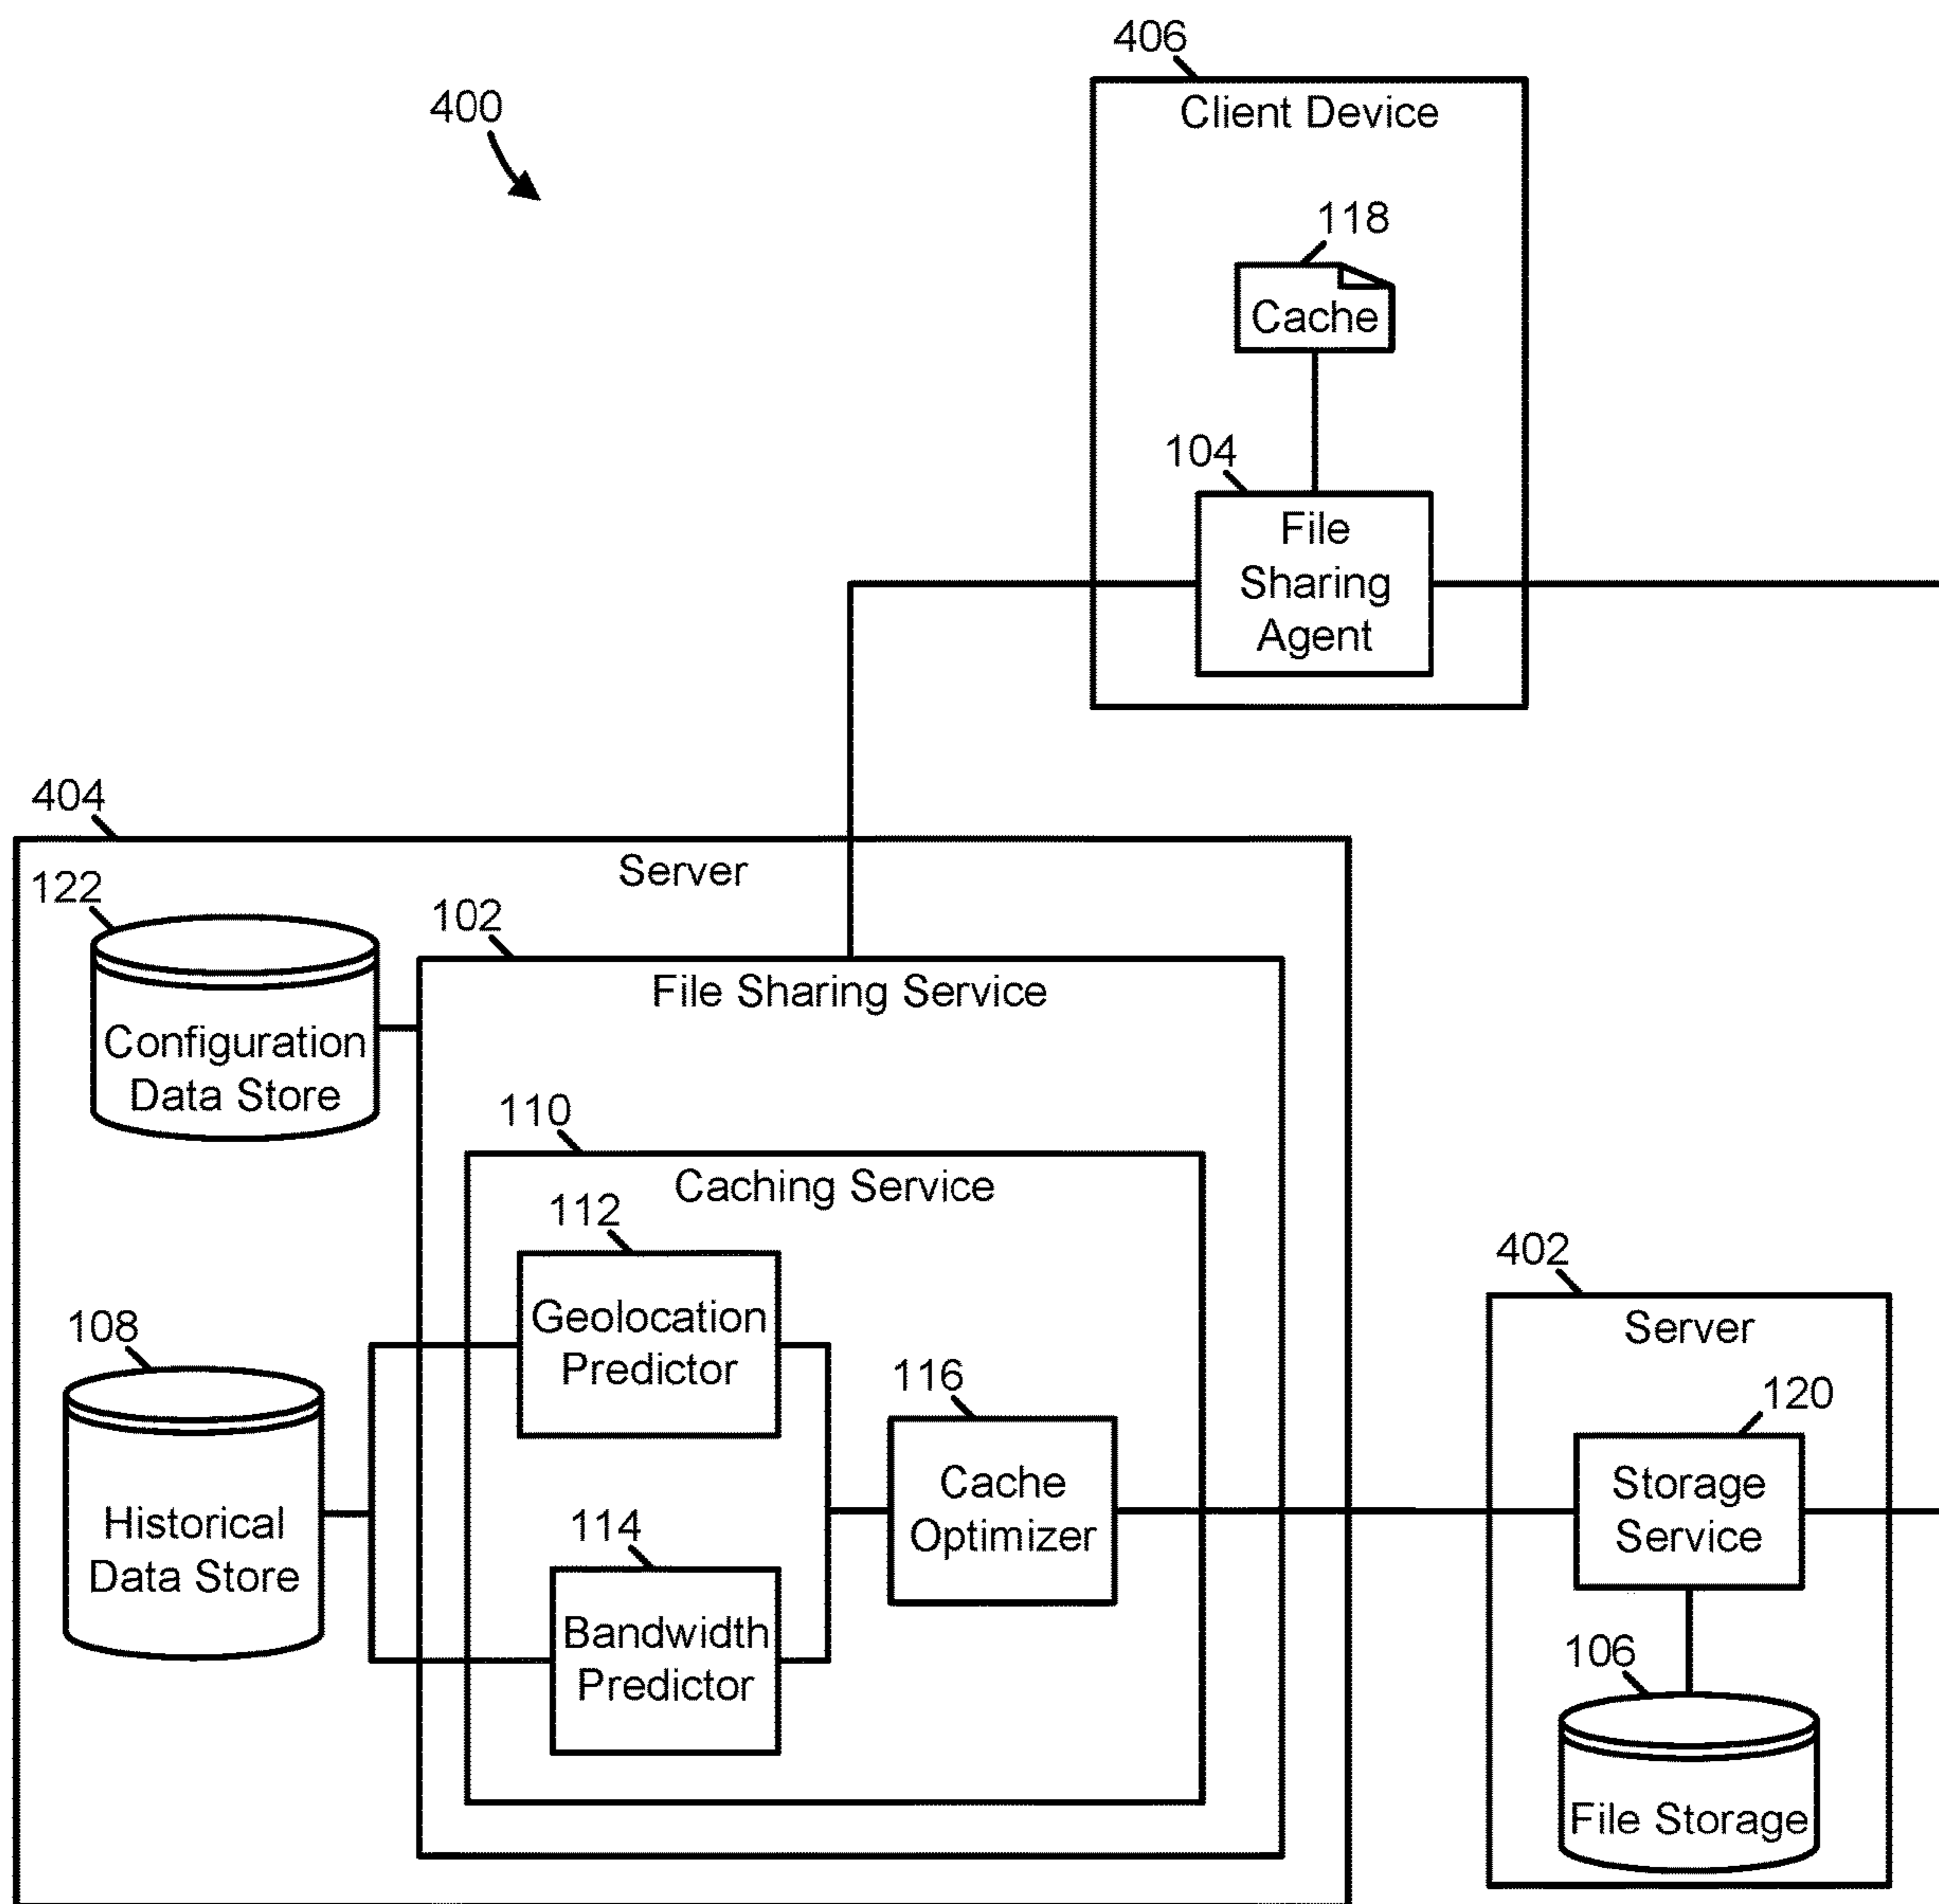 406
Client Device
400
118
Cache
104
File
Sharing
Agent
404
Server
122
102
File Sharing Service
Configuration
Data Store
110
Caching Service
112
402
Geolocation
Predictor
Server
108
116
120
Cache
Optimizer
Storage
Service
Historical
Data Store
114
Bandwidth
Predictor
106
File Storage